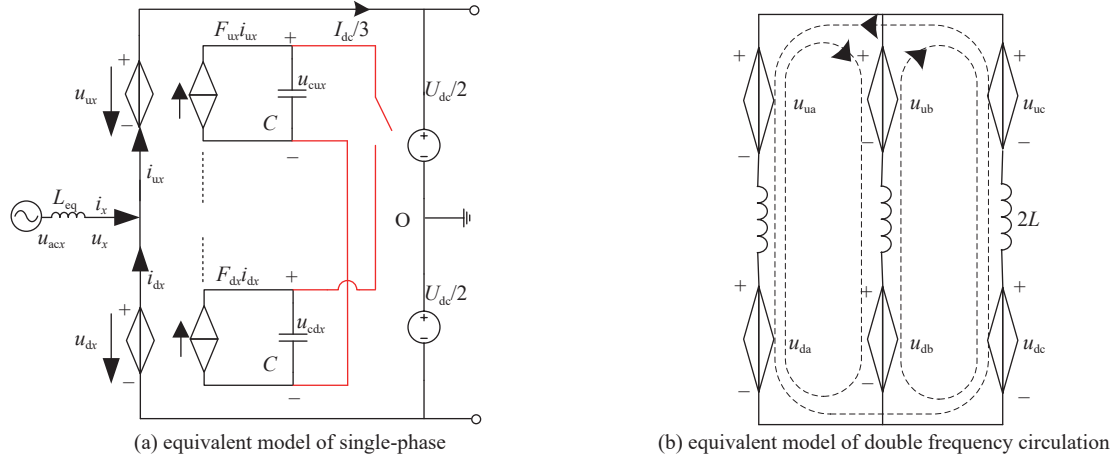 F_ux i_ux
+
I_dc/3
+
u_ux
−
u_cux
C
−
U_dc/2
+
−
i_ux
L_eq
i_x
u_acx
u_x
O
i_dx
F_dx i_dx
+
U_dc/2
+
−
+
u_dx
−
u_cdx
C
−
(a) equivalent model of single-phase
+
+
+
u_ua
u_ub
u_uc
−
−
−
2L
+
+
+
u_da
u_db
u_dc
−
−
−
(b) equivalent model of double frequency circulation